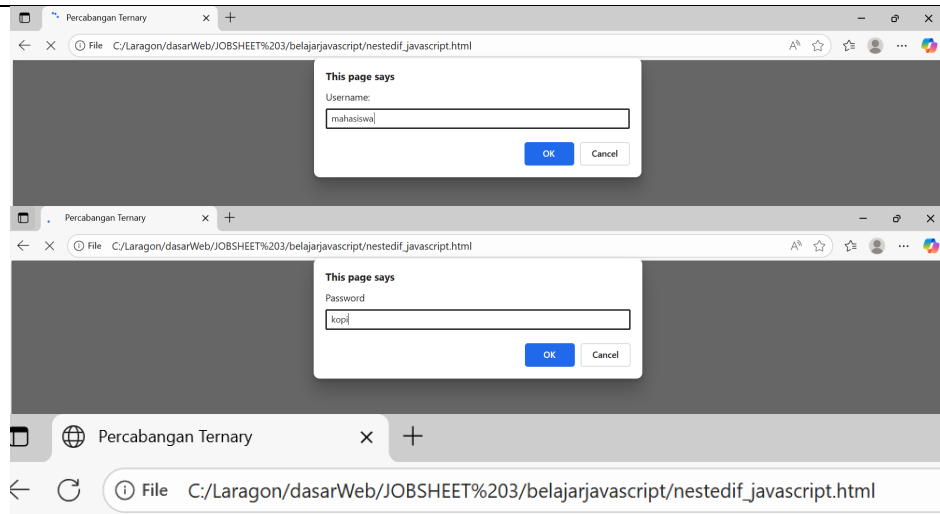 Percabangan Ternary
File C:/Laragon/dasarWeb/JOBSHEET%203/belajarjavascript/nestedif_javascript.html
This page says
Username:
mahasiswa
OK Cancel
Percabangan Ternary
File C:/Laragon/dasarWeb/JOBSHEET%203/belajarjavascript/nestedif_javascript.html
This page says
Password
kopi
OK Cancel
Percabangan Ternary
File C:/Laragon/dasarWeb/JOBSHEET%203/belajarjavascript/nestedif_javascript.html